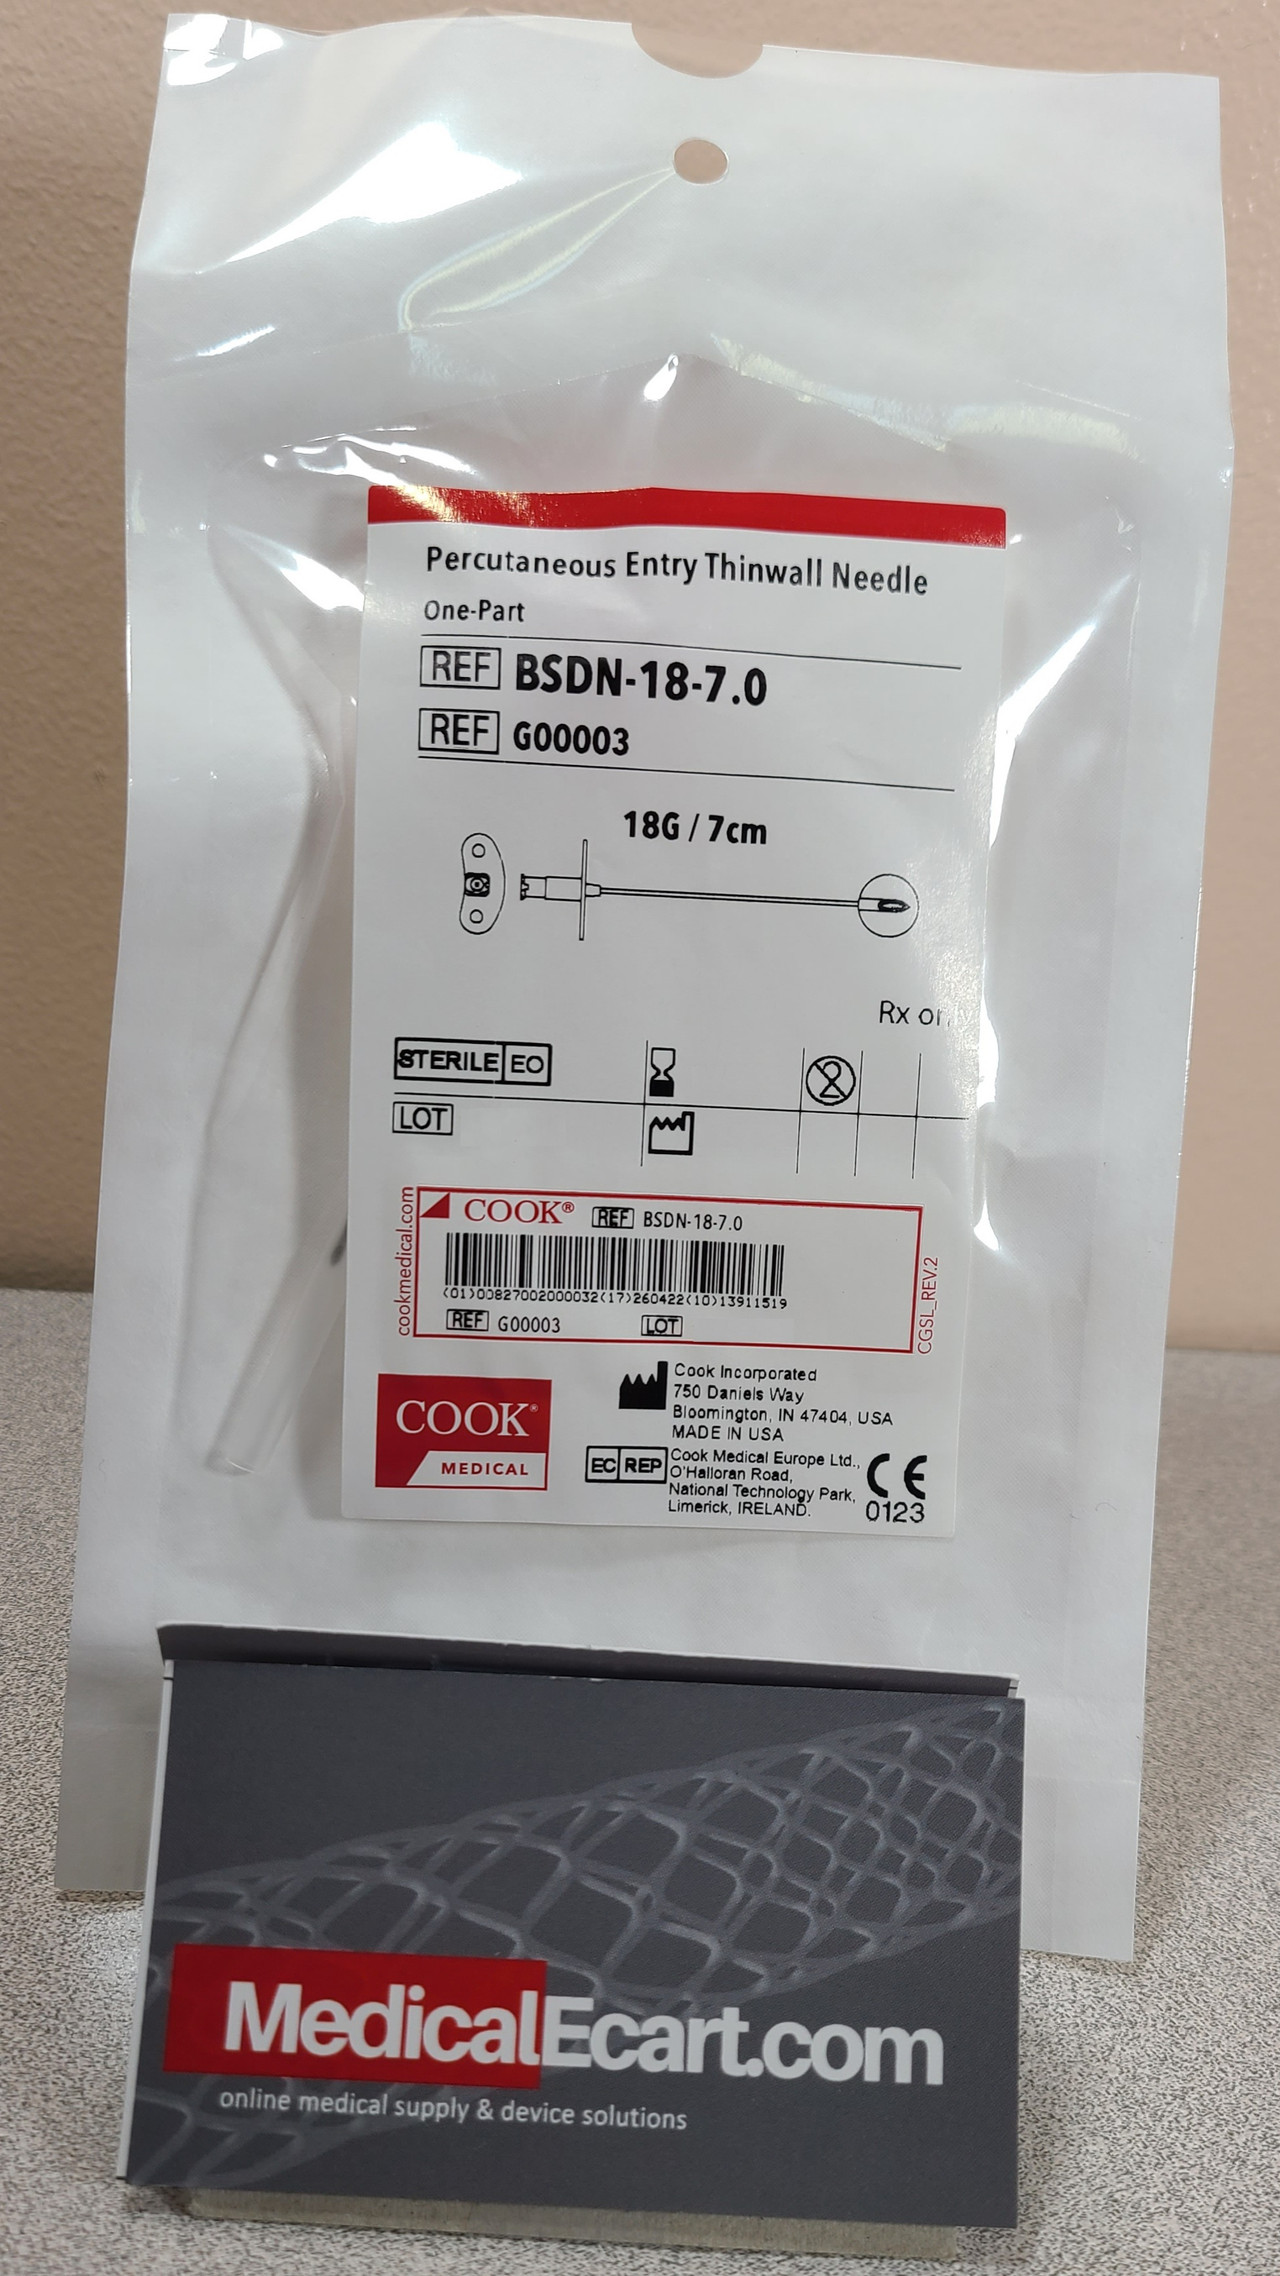 Percutaneous Entry Thinwall Needle
One-Part
REF BSDN-18-7.0
REF G00003
18G / 7cm
Rx only
STERILE EO
LOT
cookmedical.com
COOK® REF BSDN-18-7.0
(01)00827002000032(17)260422(10)13911519
REF G00003 LOT
CGSL_REV.2
COOK®
MEDICAL
Cook Incorporated
750 Daniels Way
Bloomington, IN 47404, USA
MADE IN USA
EC REP
Cook Medical Europe Ltd.,
O'Halloran Road,
National Technology Park,
Limerick, IRELAND.
CE
0123
MedicalEcart.com
online medical supply & device solutions